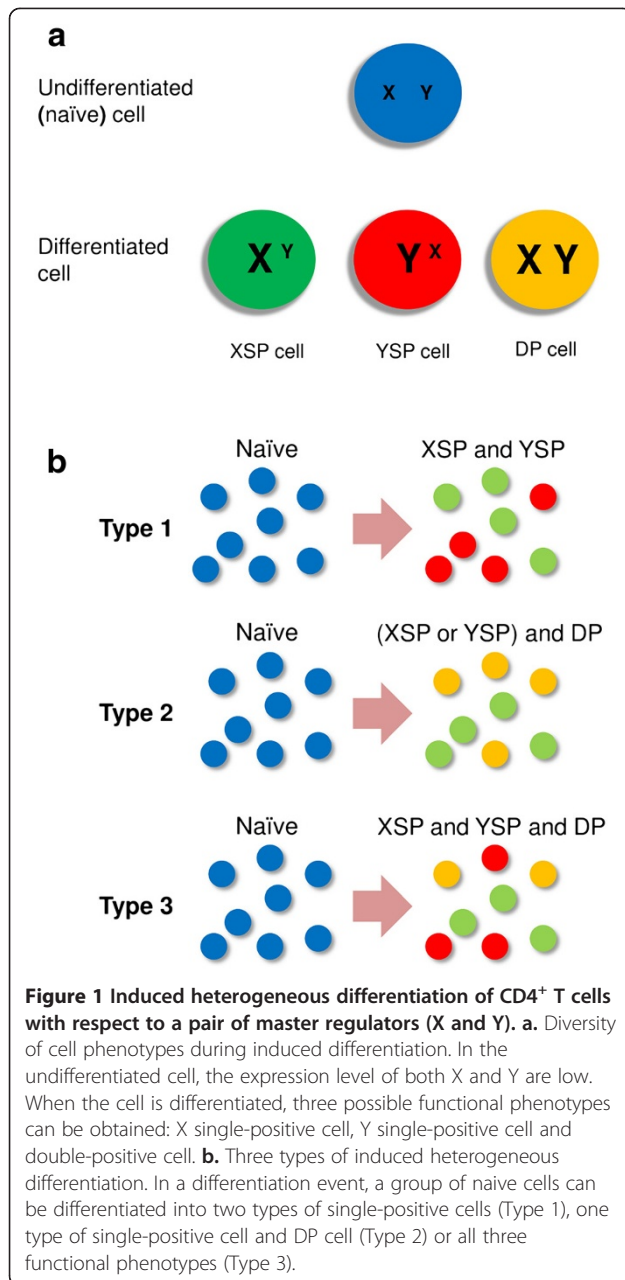 a
Undifferentiated
(naïve) cell
X Y
Differentiated
cell
X Y
Y X
X Y
XSP cell
YSP cell
DP cell
b
Naïve
XSP and YSP
Type 1
Naïve
(XSP or YSP) and DP
Type 2
Naïve
XSP and YSP and DP
Type 3
Figure 1 Induced heterogeneous differentiation of CD4⁺ T cells
with respect to a pair of master regulators (X and Y). a. Diversity
of cell phenotypes during induced differentiation. In the
undifferentiated cell, the expression level of both X and Y are low.
When the cell is differentiated, three possible functional phenotypes
can be obtained: X single-positive cell, Y single-positive cell and
double-positive cell. b. Three types of induced heterogeneous
differentiation. In a differentiation event, a group of naive cells can
be differentiated into two types of single-positive cells (Type 1), one
type of single-positive cell and DP cell (Type 2) or all three
functional phenotypes (Type 3).